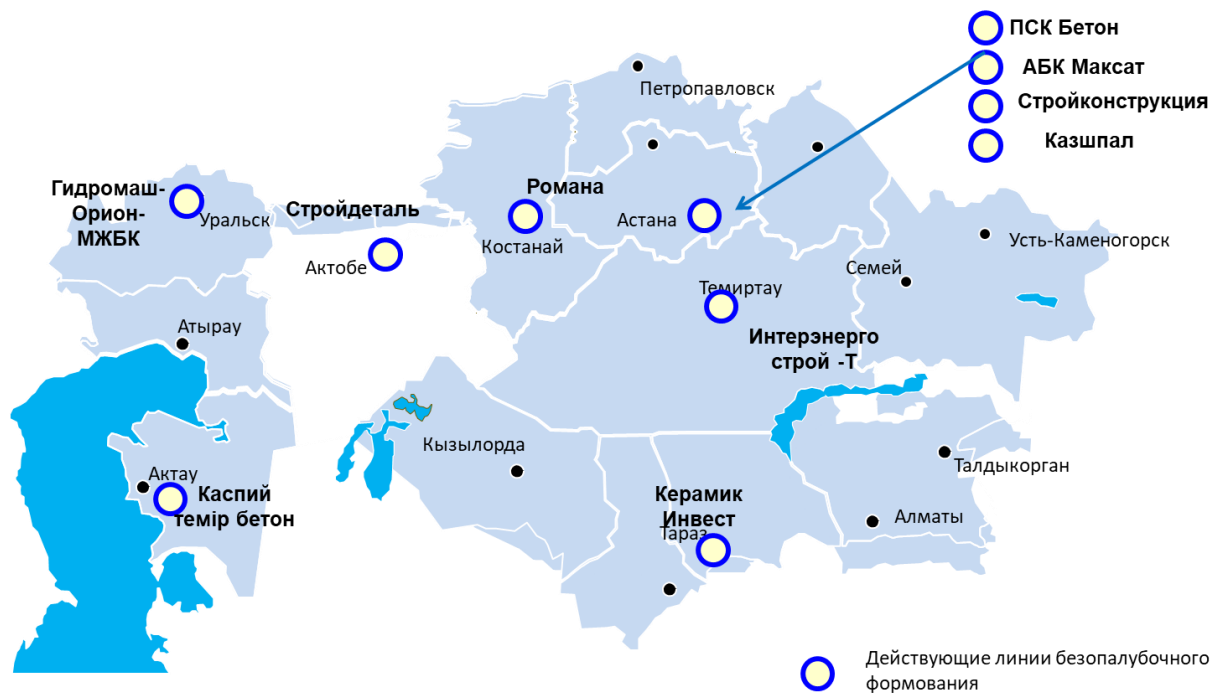 ПСК Бетон
АБК Максат
Стройконструкция
Казшпал
Петропавловск
Гидромаш-
Орион-
МЖБК
Уральск
Стройдеталь
Актобе
Романа
Костанай
Астана
Усть-Каменогорск
Семей
Темиртау
Интерэнерго
строй -Т
Атырау
Кызылорда
Талдыкорган
Актау
Каспий
темір бетон
Керамик
Инвест
Тараз
Алматы
Действующие линии безопалубочного
формования